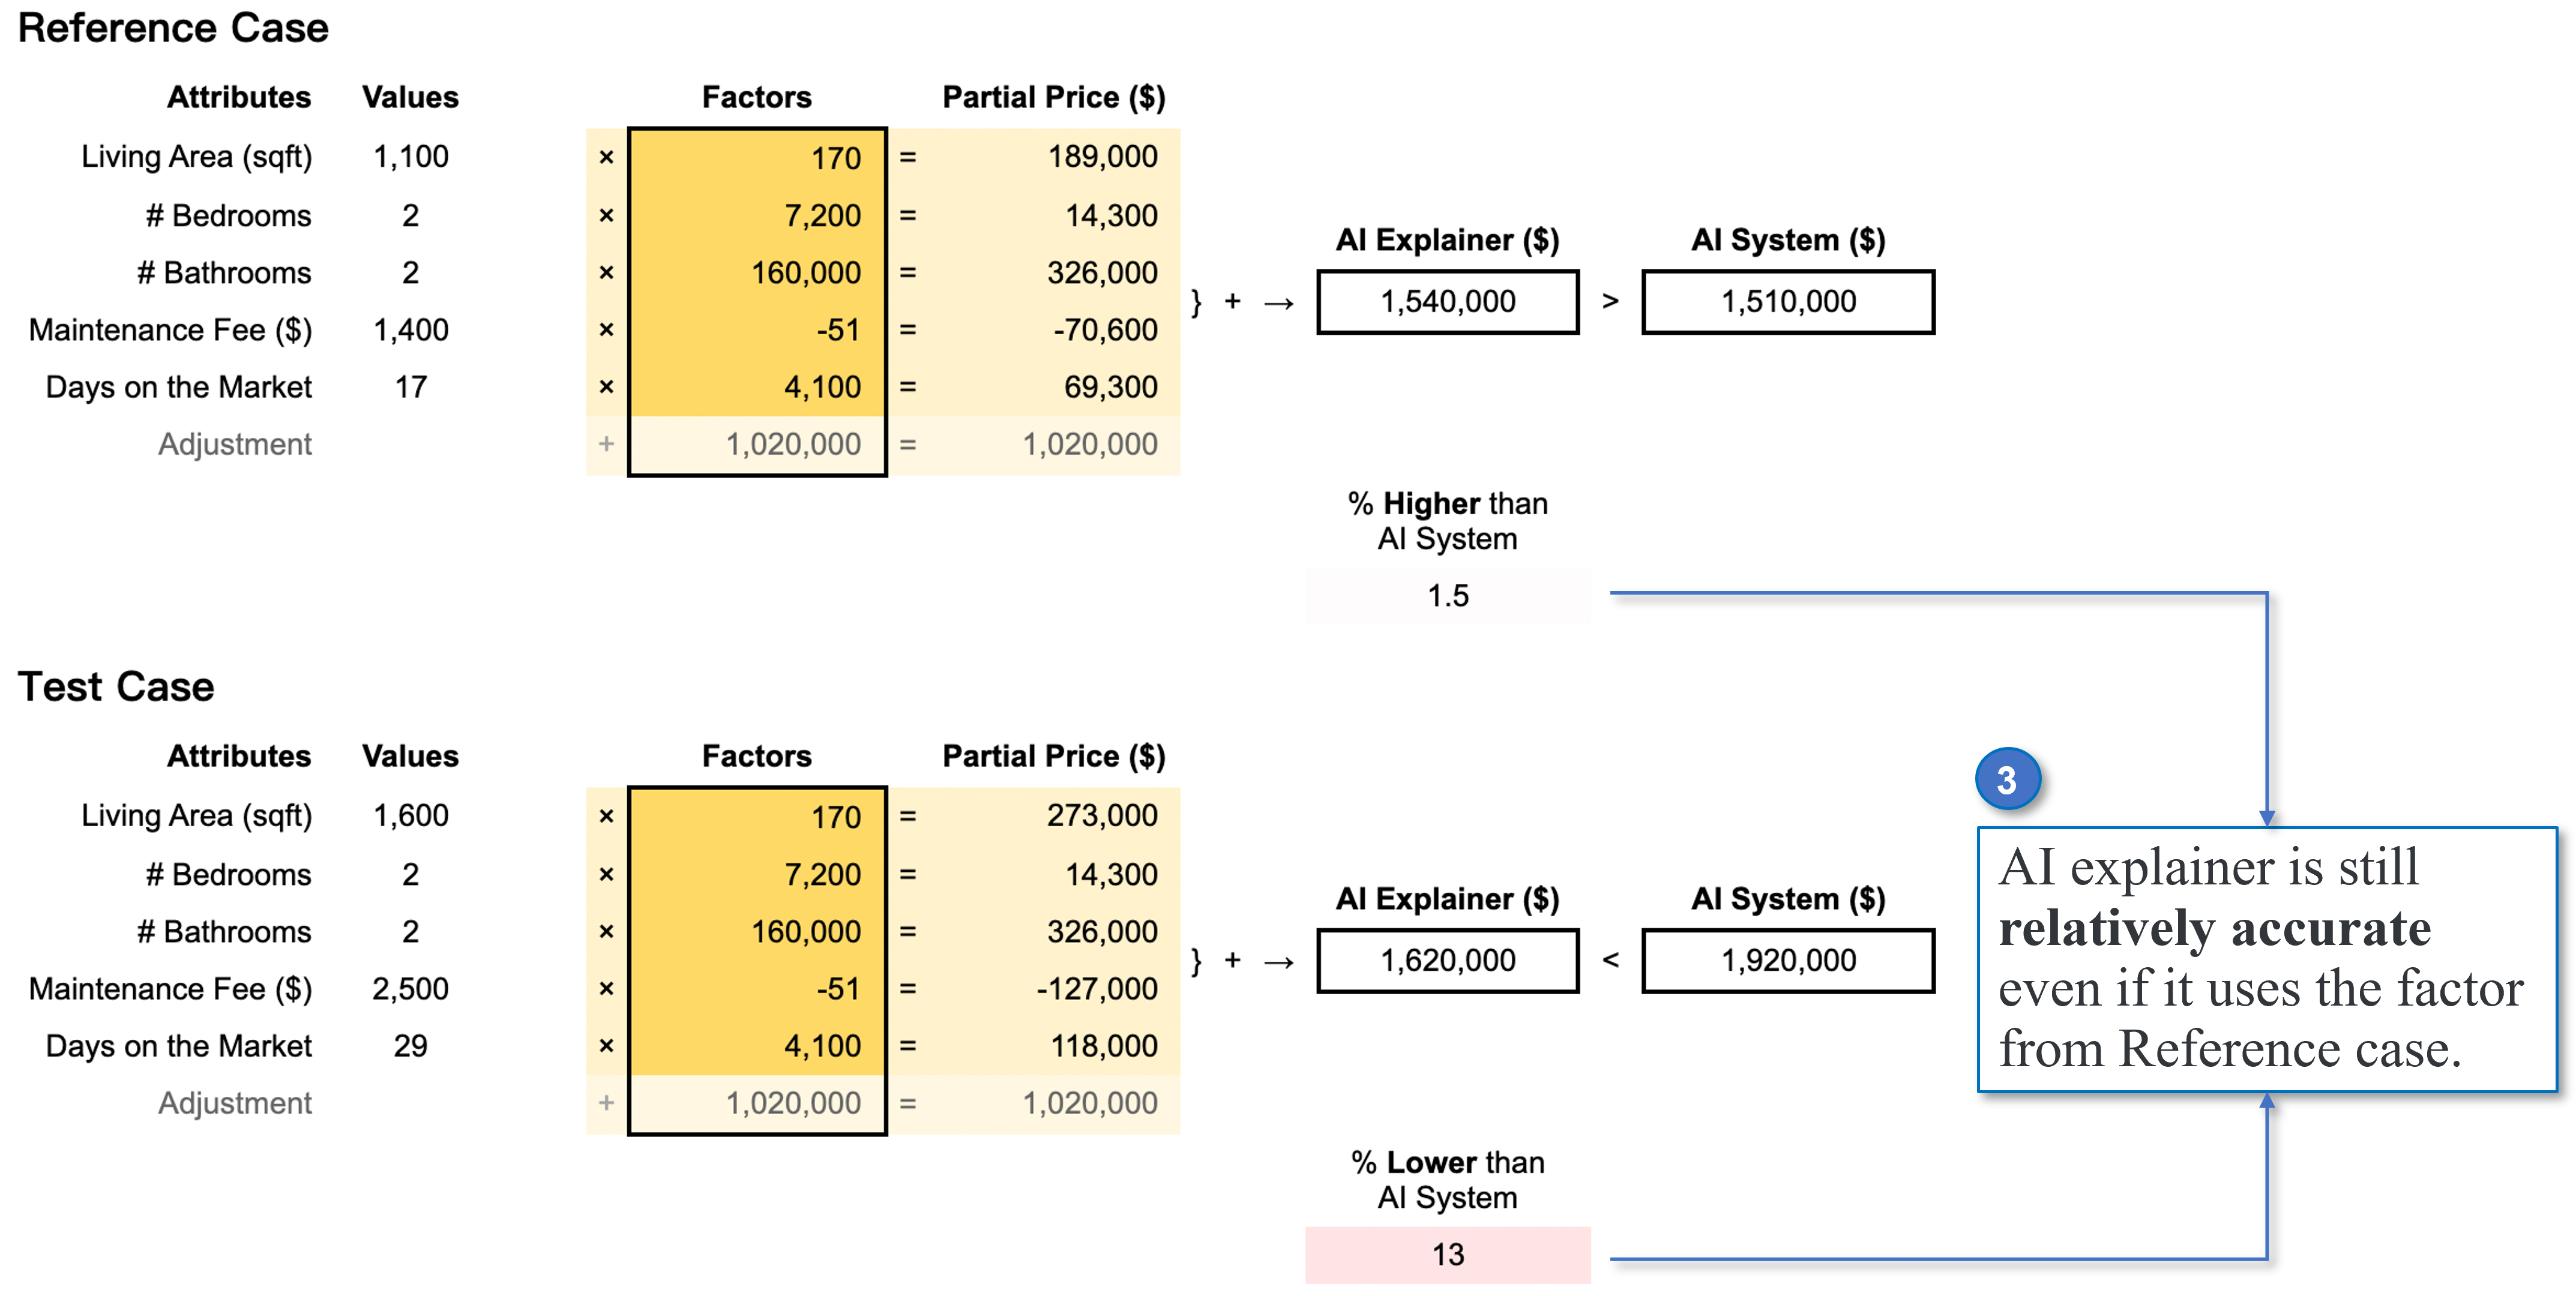 Reference Case
Attributes Values Factors Partial Price ($)
Living Area (sqft) 1,100 × 170 = 189,000
# Bedrooms 2 × 7,200 = 14,300
# Bathrooms 2 × 160,000 = 326,000
Maintenance Fee ($) 1,400 × -51 = -70,600
Days on the Market 17 × 4,100 = 69,300
Adjustment + 1,020,000 = 1,020,000
AI Explainer ($) AI System ($)
} + → 1,540,000 > 1,510,000
% Higher than
AI System
1.5
Test Case
Attributes Values Factors Partial Price ($)
Living Area (sqft) 1,600 × 170 = 273,000
# Bedrooms 2 × 7,200 = 14,300
# Bathrooms 2 × 160,000 = 326,000
Maintenance Fee ($) 2,500 × -51 = -127,000
Days on the Market 29 × 4,100 = 118,000
Adjustment + 1,020,000 = 1,020,000
AI Explainer ($) AI System ($)
} + → 1,620,000 < 1,920,000
% Lower than
AI System
13
3
AI explainer is still
relatively accurate
even if it uses the factor
from Reference case.